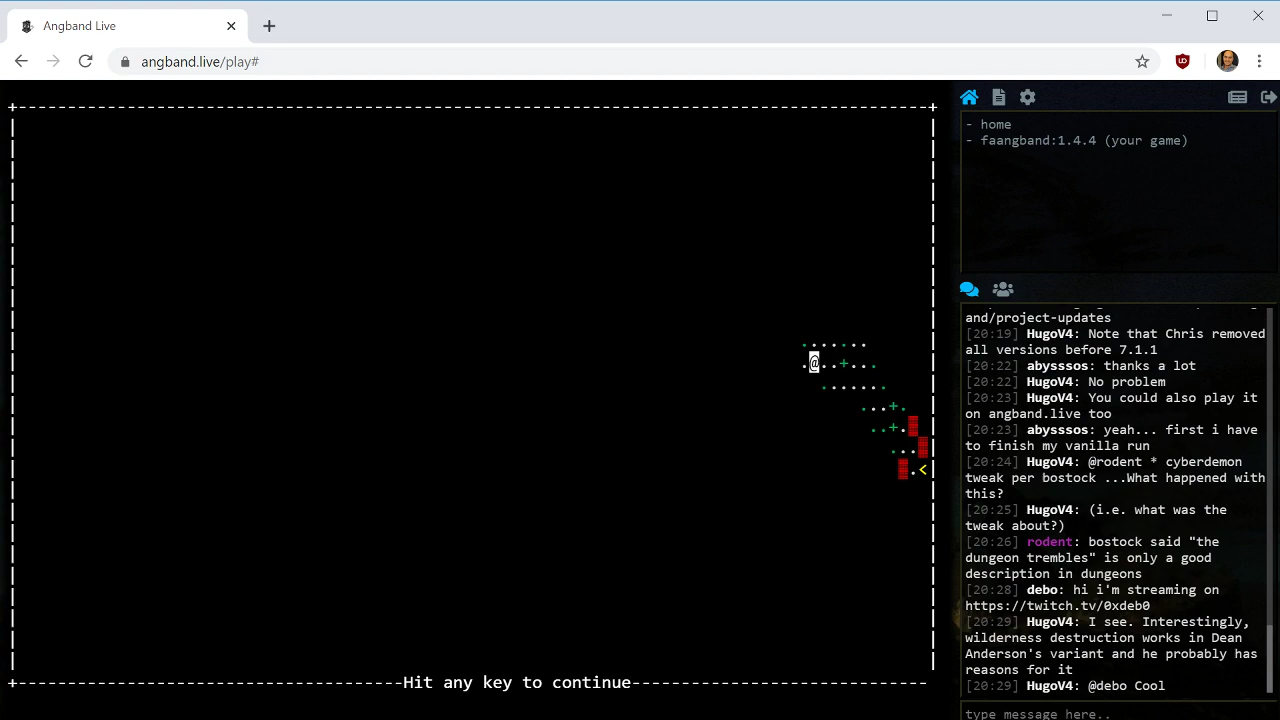 Angband Live
angband.live/play#
- home
- faangband:1.4.4 (your game)
@
<
Hit any key to continue
and/project-updates
[20:19] HugoV4: Note that Chris removed
all versions before 7.1.1
[20:22] abysssos: thanks a lot
[20:22] HugoV4: No problem
[20:23] HugoV4: You could also play it
on angband.live too
[20:23] abysssos: yeah... first i have
to finish my vanilla run
[20:24] HugoV4: @rodent * cyberdemon
tweak per bostock ...What happened with
this?
[20:25] HugoV4: (i.e. what was the
tweak about?)
[20:26] rodent: bostock said "the
dungeon trembles" is only a good
description in dungeons
[20:28] debo: hi i'm streaming on
https://twitch.tv/0xdeb0
[20:29] HugoV4: I see. Interestingly,
wilderness destruction works in Dean
Anderson's variant and he probably has
reasons for it
[20:29] HugoV4: @debo Cool
type message here..